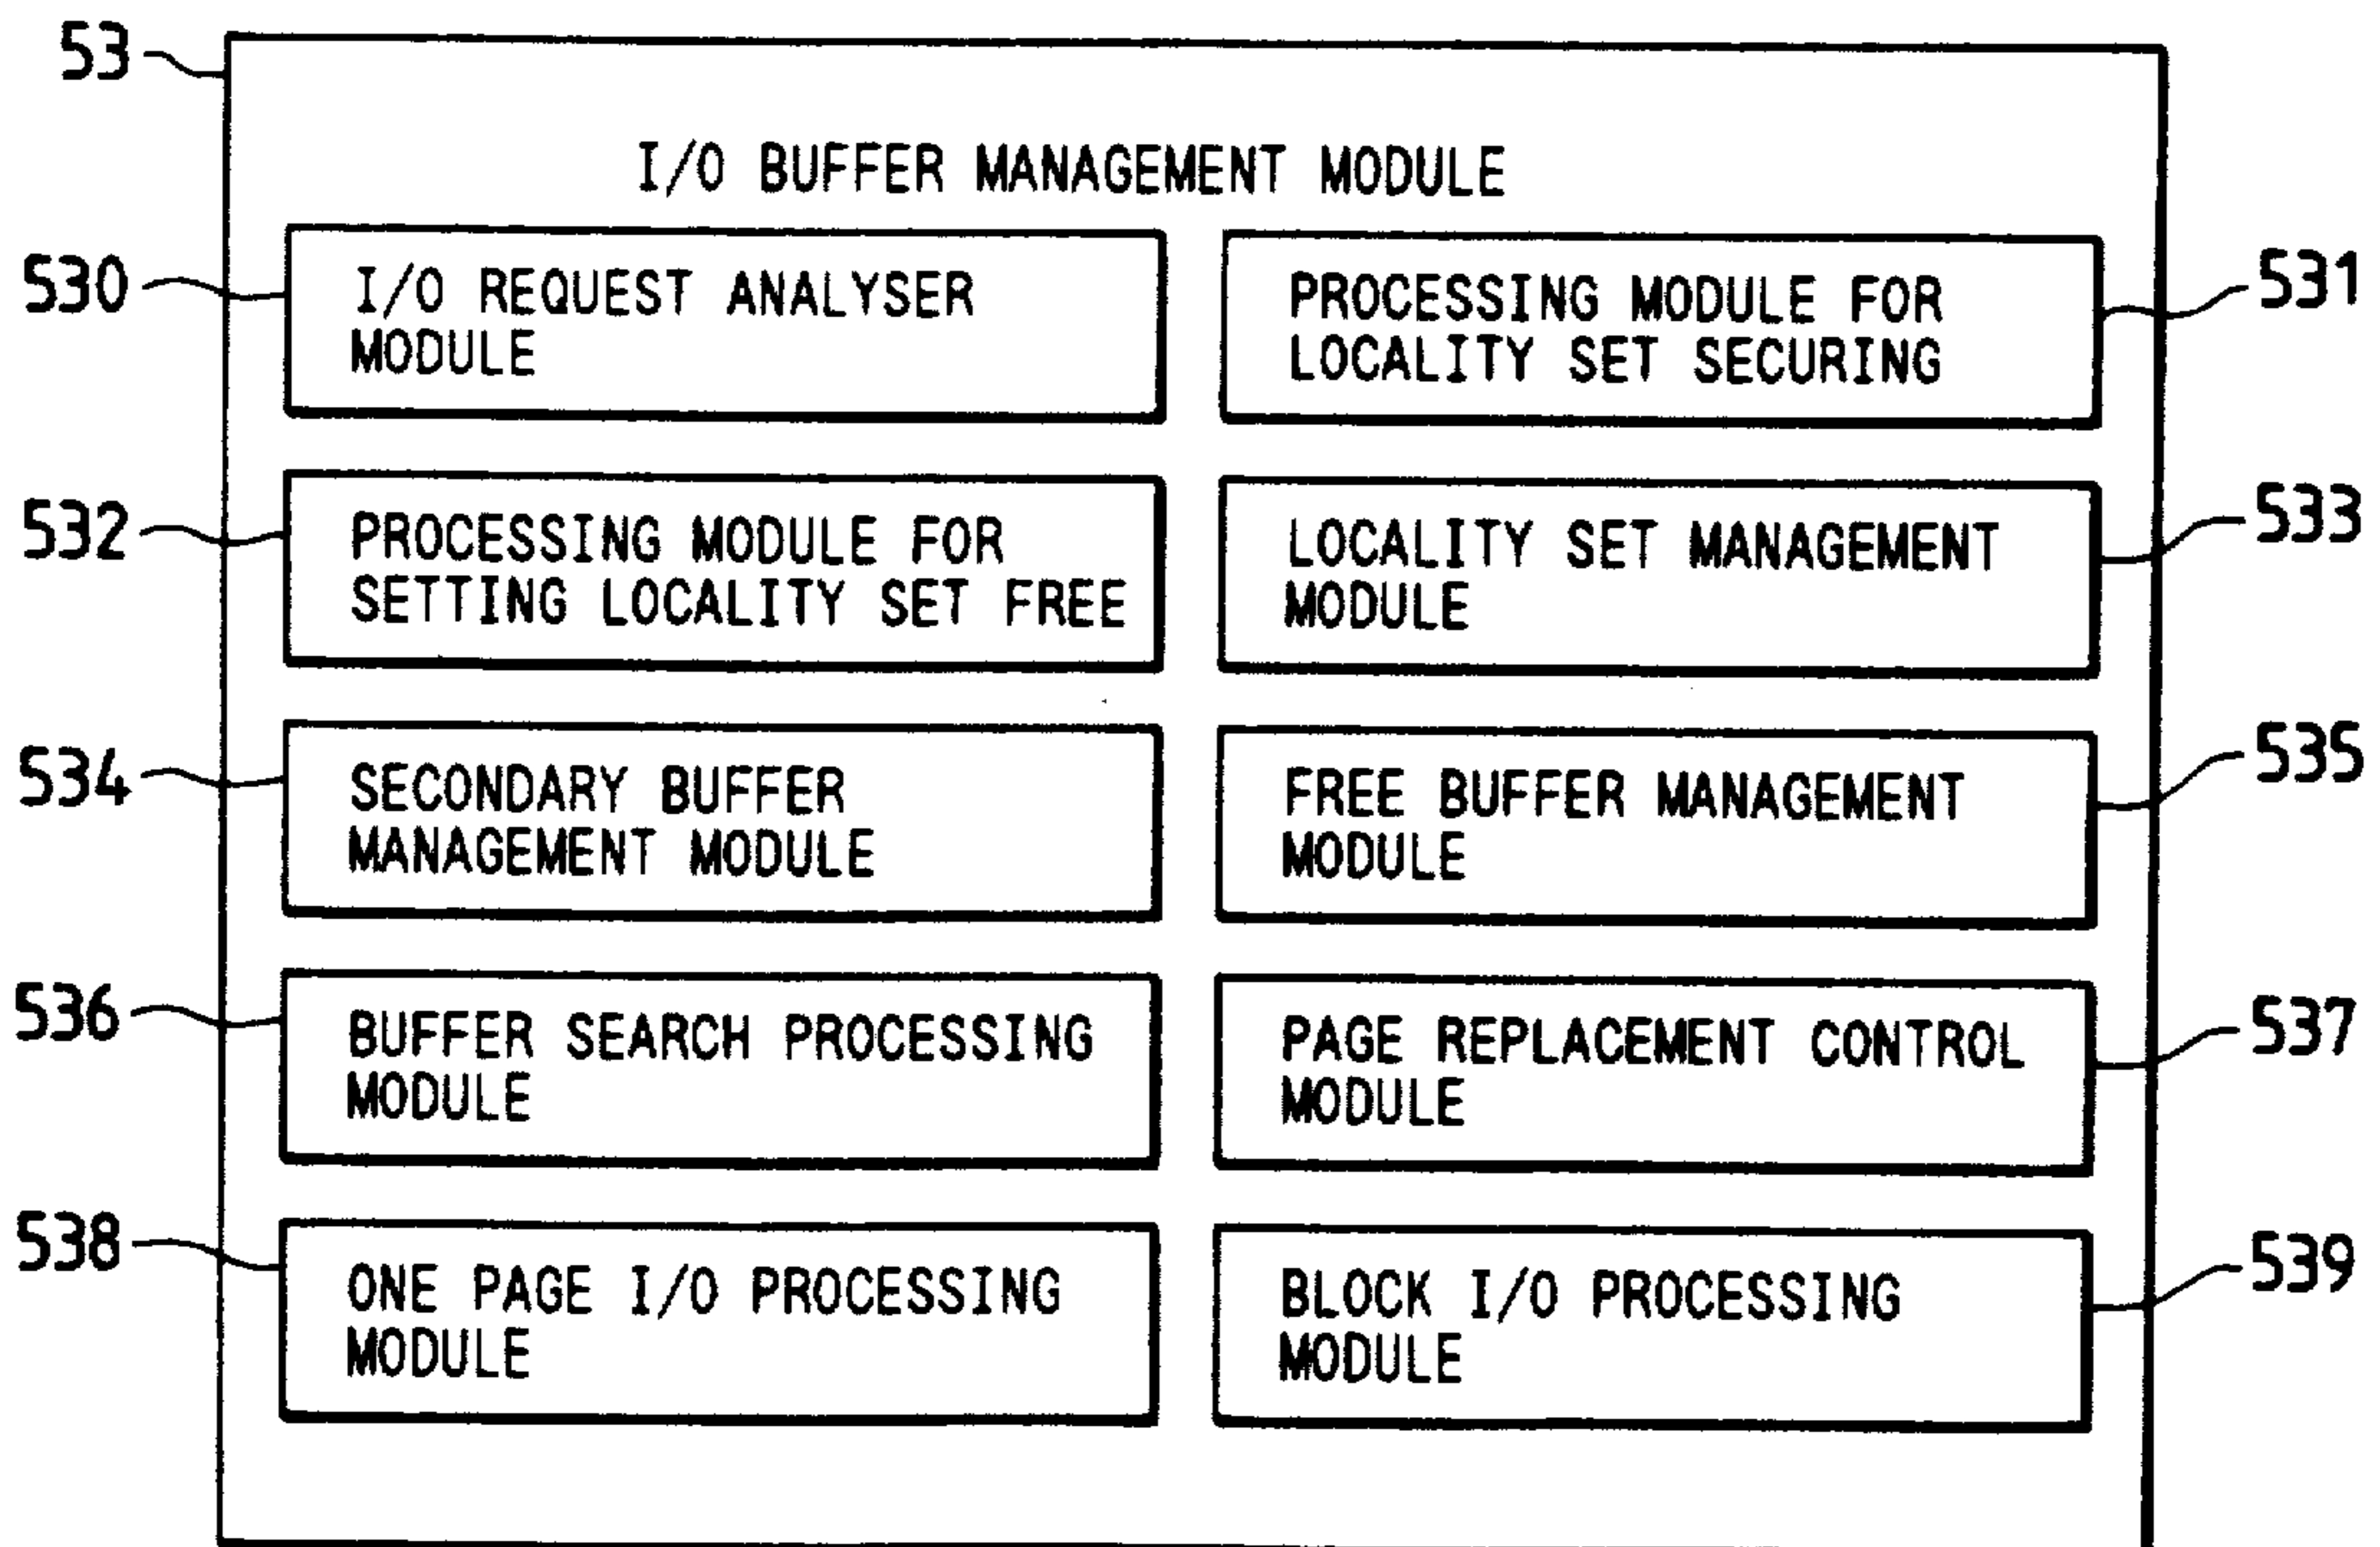 53
I/O BUFFER MANAGEMENT MODULE
530
I/O REQUEST ANALYSER
MODULE
PROCESSING MODULE FOR
LOCALITY SET SECURING
531
532
PROCESSING MODULE FOR
SETTING LOCALITY SET FREE
LOCALITY SET MANAGEMENT
MODULE
533
534
SECONDARY BUFFER
MANAGEMENT MODULE
FREE BUFFER MANAGEMENT
MODULE
535
536
BUFFER SEARCH PROCESSING
MODULE
PAGE REPLACEMENT CONTROL
MODULE
537
538
ONE PAGE I/O PROCESSING
MODULE
BLOCK I/O PROCESSING
MODULE
539